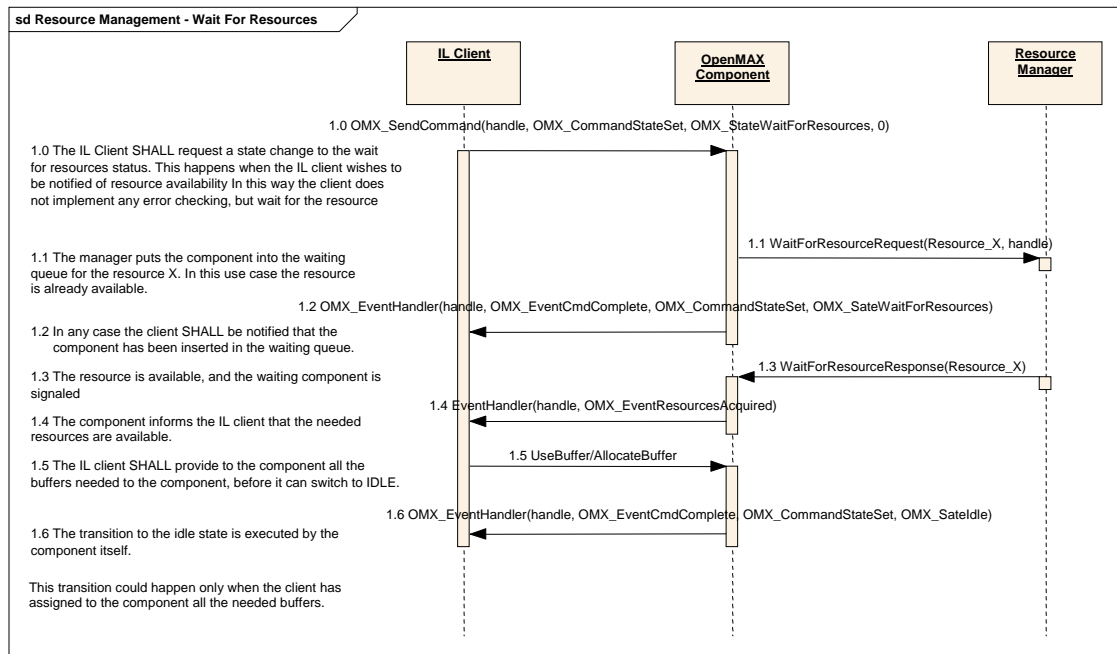 sd Resource Management - Wait For Resources
IL Client
OpenMAX
Component
Resource
Manager
1.0 OMX_SendCommand(handle, OMX_CommandStateSet, OMX_StateWaitForResources, 0)
1.0 The IL Client SHALL request a state change to the wait
for resources status. This happens when the IL client wishes to
be notified of resource availability In this way the client does
not implement any error checking, but wait for the resource
1.1 WaitForResourceRequest(Resource_X, handle)
1.1 The manager puts the component into the waiting
queue for the resource X. In this use case the resource
is already available.
1.2 OMX_EventHandler(handle, OMX_EventCmdComplete, OMX_CommandStateSet, OMX_SateWaitForResources)
1.2 In any case the client SHALL be notified that the
component has been inserted in the waiting queue.
1.3 WaitForResourceResponse(Resource_X)
1.3 The resource is available, and the waiting component is
signaled
1.4 EventHandler(handle, OMX_EventResourcesAcquired)
1.4 The component informs the IL client that the needed
resources are available.
1.5 UseBuffer/AllocateBuffer
1.5 The IL client SHALL provide to the component all the
buffers needed to the component, before it can switch to IDLE.
1.6 OMX_EventHandler(handle, OMX_EventCmdComplete, OMX_CommandStateSet, OMX_SateIdle)
1.6 The transition to the idle state is executed by the
component itself.
This transition could happen only when the client has
assigned to the component all the needed buffers.